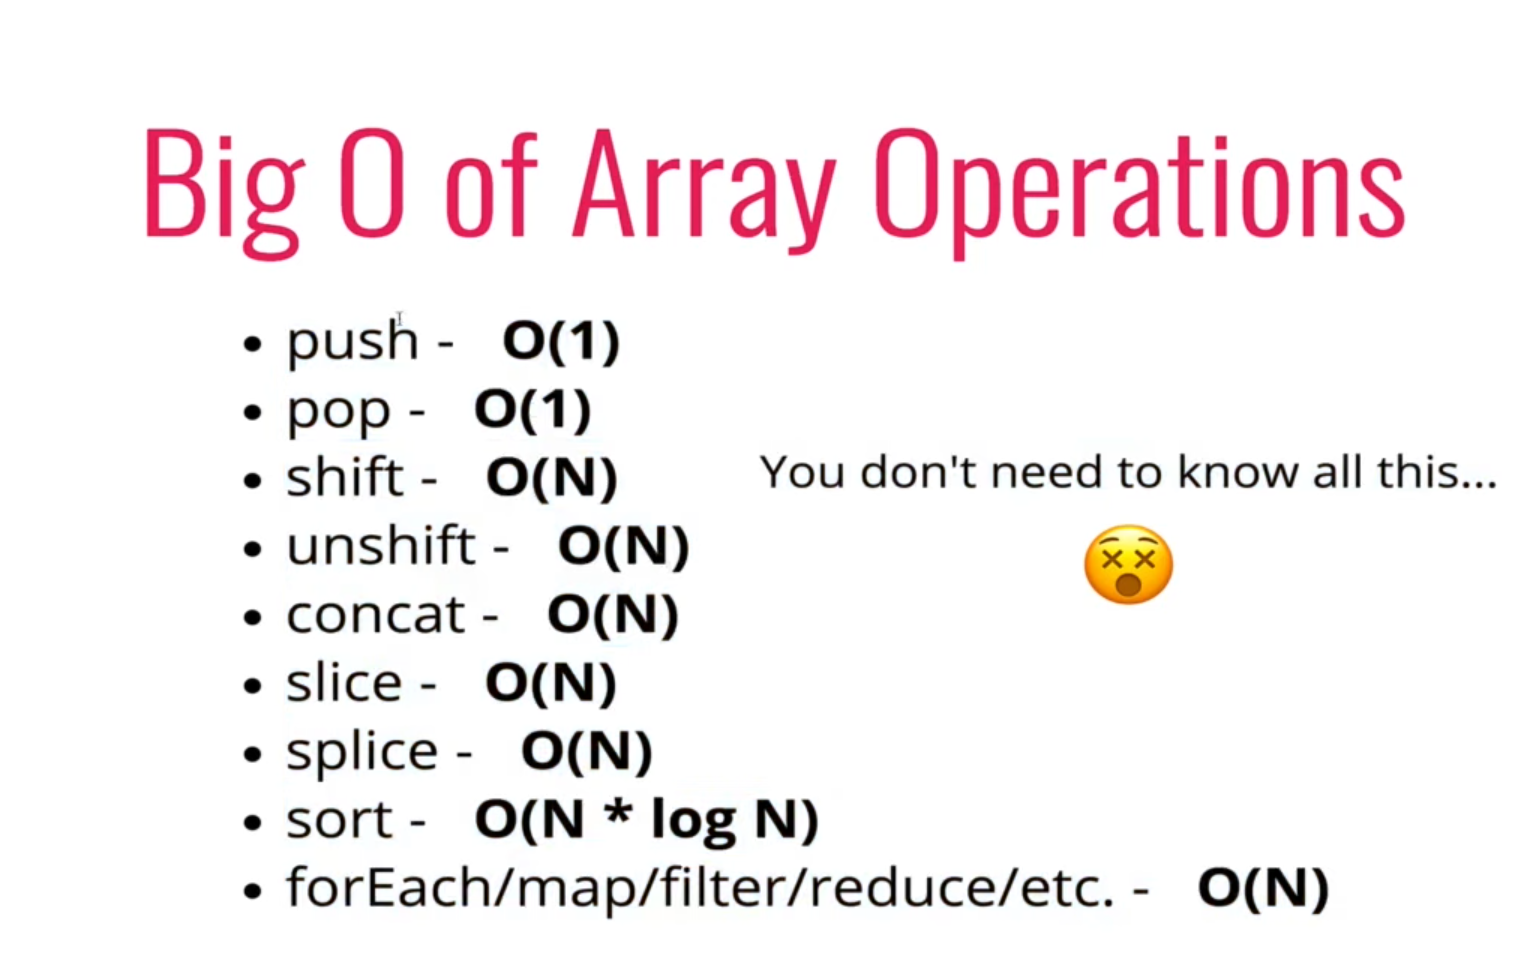 Big O of Array Operations
• push - O(1)
• pop - O(1)
• shift - O(N)
• unshift - O(N)
• concat - O(N)
• slice - O(N)
• splice - O(N)
• sort - O(N * log N)
• forEach/map/filter/reduce/etc. - O(N)
You don't need to know all this...